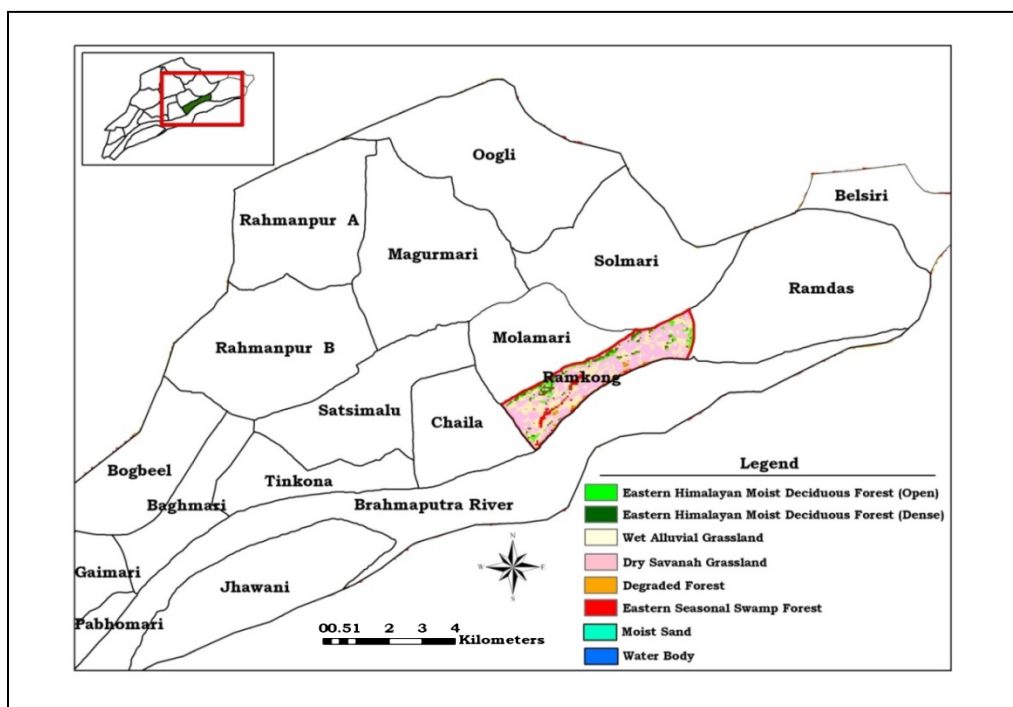 Oogli
Belsiri
Rahmanpur A
Magurmari
Solmari
Ramdas
Molamari
Rahmanpur B
Ramkong
Satsimalu
Chaila
Bogbeel
Tinkona
Baghmari
Brahmaputra River
Gaimari
Jhawani
Pabhomari
N
W E
S
00.51 2 3 4
Kilometers
Legend
Eastern Himalayan Moist Deciduous Forest (Open)
Eastern Himalayan Moist Deciduous Forest (Dense)
Wet Alluvial Grassland
Dry Savanah Grassland
Degraded Forest
Eastern Seasonal Swamp Forest
Moist Sand
Water Body